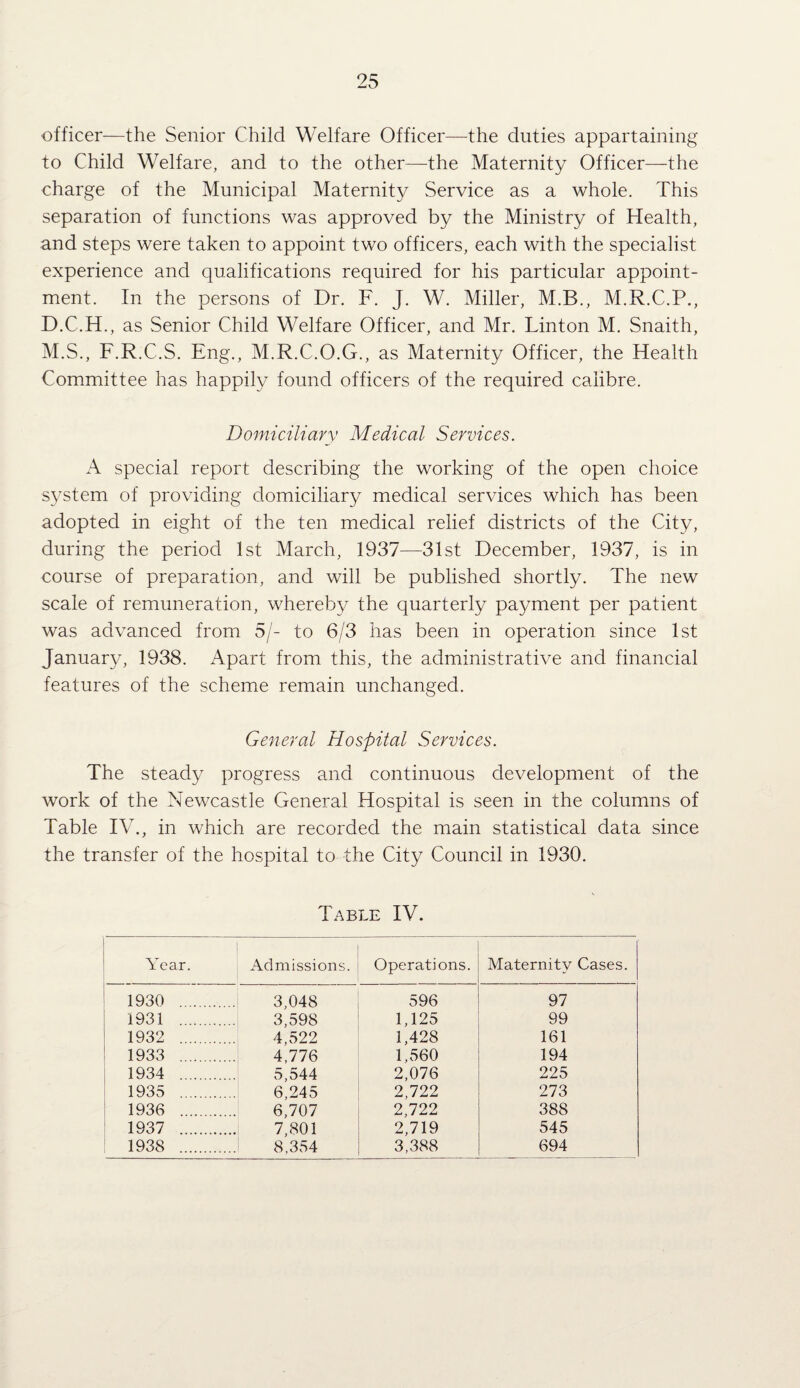 25
officer—the Senior Child Welfare Officer—the duties appartaining
to Child Welfare, and to the other—the Maternity Officer—the
charge of the Municipal Maternity Service as a whole. This
separation of functions was approved by the Ministry of Health,
and steps were taken to appoint two officers, each with the specialist
experience and qualifications required for his particular appoint-
ment. In the persons of Dr. F. J. W. Miller, M.B., M.R.C.P.,
D.C.H., as Senior Child Welfare Officer, and Mr. Linton M. Snaith,
M.S., F.R.C.S. Eng., M.R.C.O.G., as Maternity Officer, the Health
Committee has happily found officers of the required calibre.
Domiciliary Medical Services.
A special report describing the working of the open choice
system of providing domiciliary medical services which has been
adopted in eight of the ten medical relief districts of the City,
during the period 1st March, 1937—31st December, 1937, is in
course of preparation, and will be published shortly. The new
scale of remuneration, whereby the quarterly payment per patient
was advanced from 5/- to 6/3 has been in operation since 1st
January, 1938. Apart from this, the administrative and financial
features of the scheme remain unchanged.
General Hospital Services.
The steady progress and continuous development of the
work of the Newcastle General Hospital is seen in the columns of
Table IV., in which are recorded the main statistical data since
the transfer of the hospital to the City Council in 1930.
Table IV.
Year. Admissions. Operations. Maternity Cases.
1930 ............ 3,048 596 97
1931 ............ 3,598 1,125 99
1932 ............ 4,522 1,428 161
1933 ............ 4,776 1,560 194
1934 ............ 5,544 2,076 225
1935 ............ 6,245 2,722 273
1936 ............ 6,707 2,722 388
1937 ............ 7,801 2,719 545
1938 ............ 8,354 3,388 694